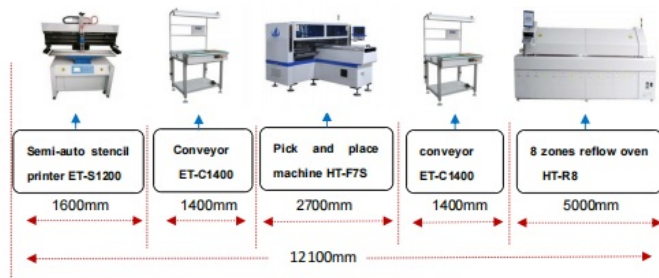 Semi-auto stencil
printer ET-S1200
Conveyor
ET-C1400
Pick and place
machine HT-F7S
conveyor
ET-C1400
8 zones reflow oven
HT-R8
1600mm
1400mm
2700mm
1400mm
5000mm
12100mm